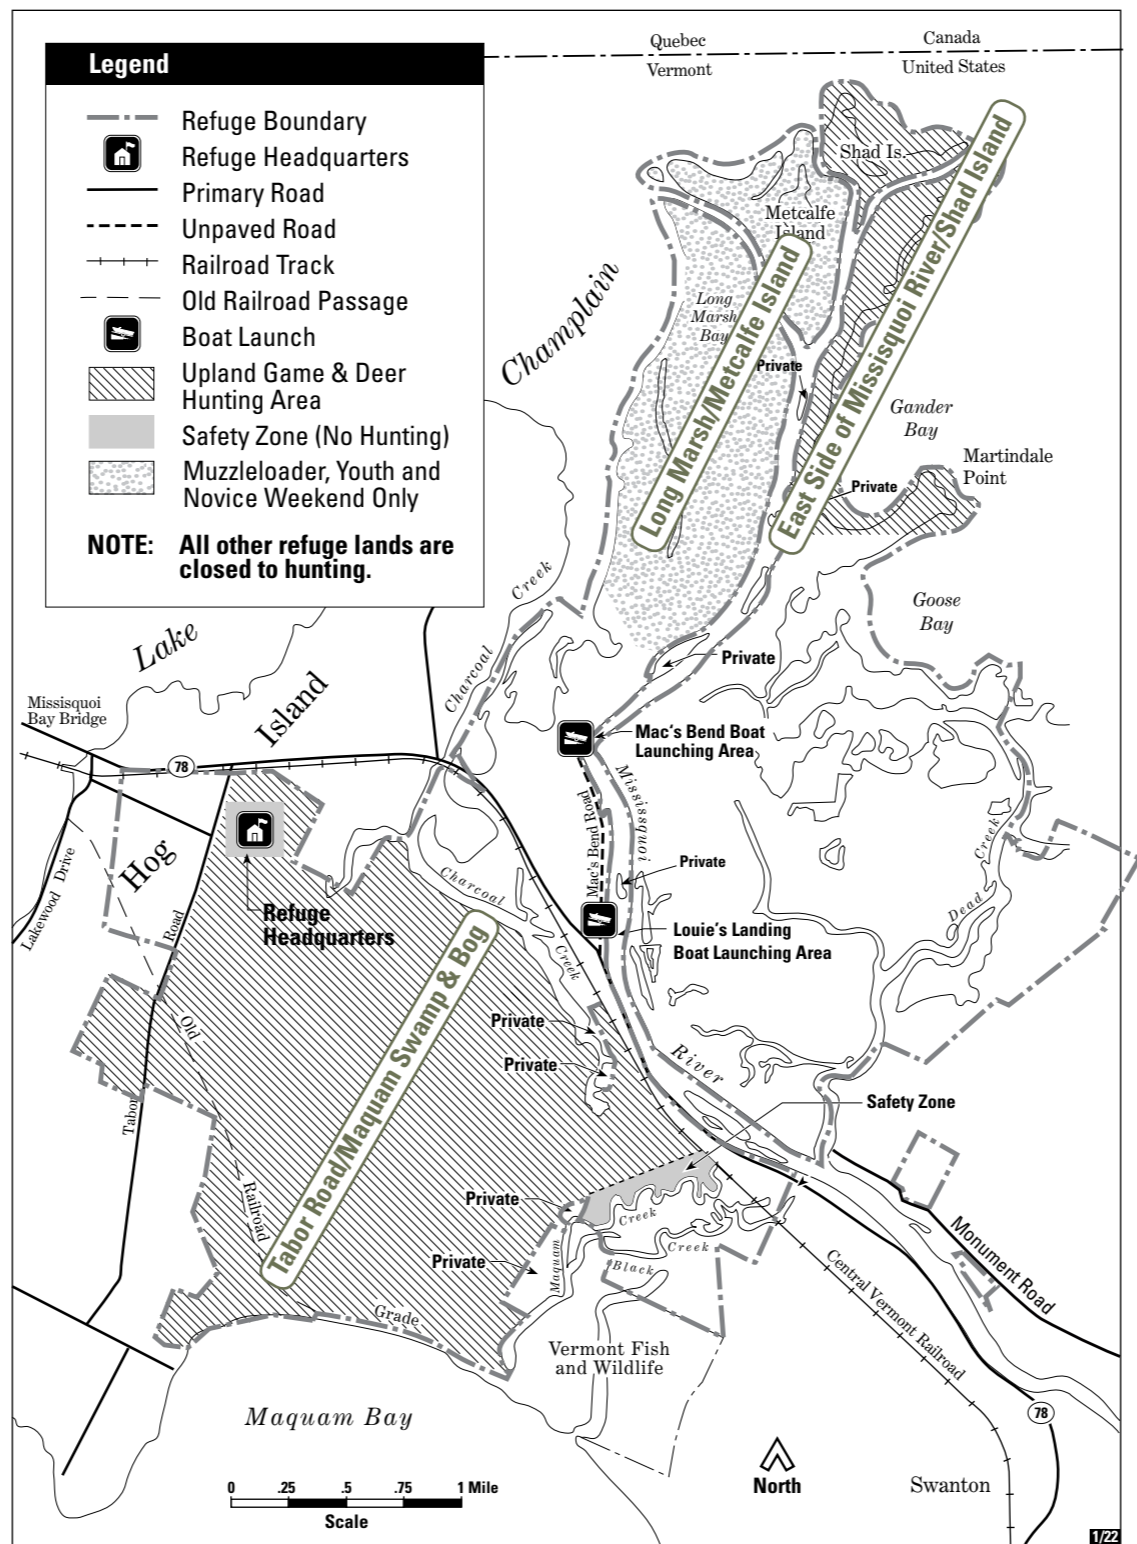 Legend
Refuge Boundary
Refuge Headquarters
Primary Road
Unpaved Road
Railroad Track
Old Railroad Passage
Boat Launch
Upland Game & Deer
Hunting Area
Safety Zone (No Hunting)
Muzzleloader, Youth and
Novice Weekend Only
NOTE: All other refuge lands are
closed to hunting.
Quebec
Canada
Vermont
United States
Shad Is.
Metcalfe
Island
Long
Marsh
Bay
Champlain
Long Marsh/Metcalfe Island
East Side of Missisquoi River/Shad Island
Private
Gander
Bay
Martindale
Point
Private
Goose
Bay
Creek
Charcoal
Lake
Island
Private
Missisquoi
Bay Bridge
78
Mac's Bend Boat
Launching Area
Missisquoi
Mac's Bend Road
Private
Hog
Lakewood Drive
Road
Refuge
Headquarters
Charcoal
Creek
Louie's Landing
Boat Launching Area
Dead
Creek
Tabor Road/Maquam Swamp & Bog
Private
Old
Private
River
Tabor
Safety Zone
Railroad
Private
Creek
Private
Maquam
Creek
Black
Monument Road
Central Vermont Railroad
Grade
Vermont Fish
and Wildlife
Maquam Bay
78
North
Swanton
0 .25 .5 .75 1 Mile
Scale
1/22